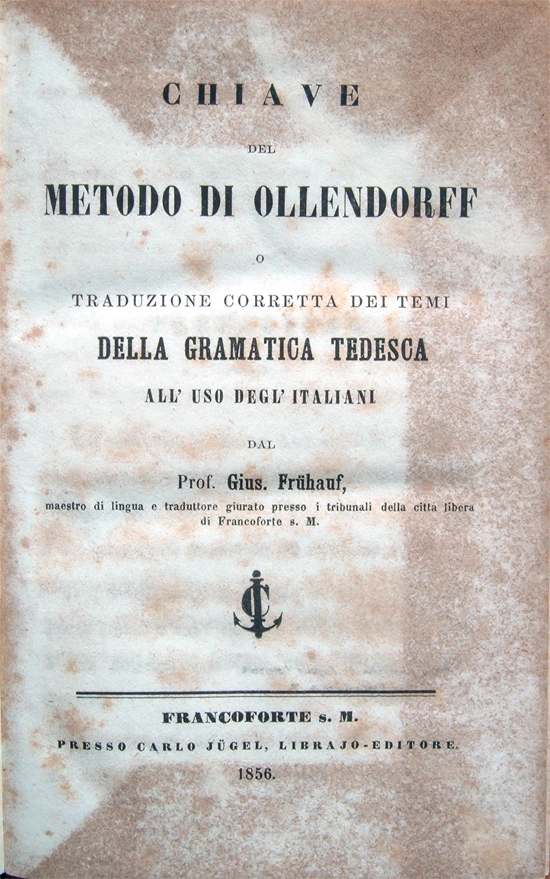 CHIAVE
DEL
METODO DI OLLENDORFF
O
TRADUZIONE CORRETTA DEI TEMI
DELLA GRAMATICA TEDESCA
ALL' USO DEGL' ITALIANI
DAL
Prof. Gius. Frühauf,
maestro di lingua e traduttore giurato presso i tribunali della città libera
di Francoforte s. M.
FRANCOFORTE s. M.
PRESSO CARLO JÜGEL, LIBRAJO-EDITORE.
1856.